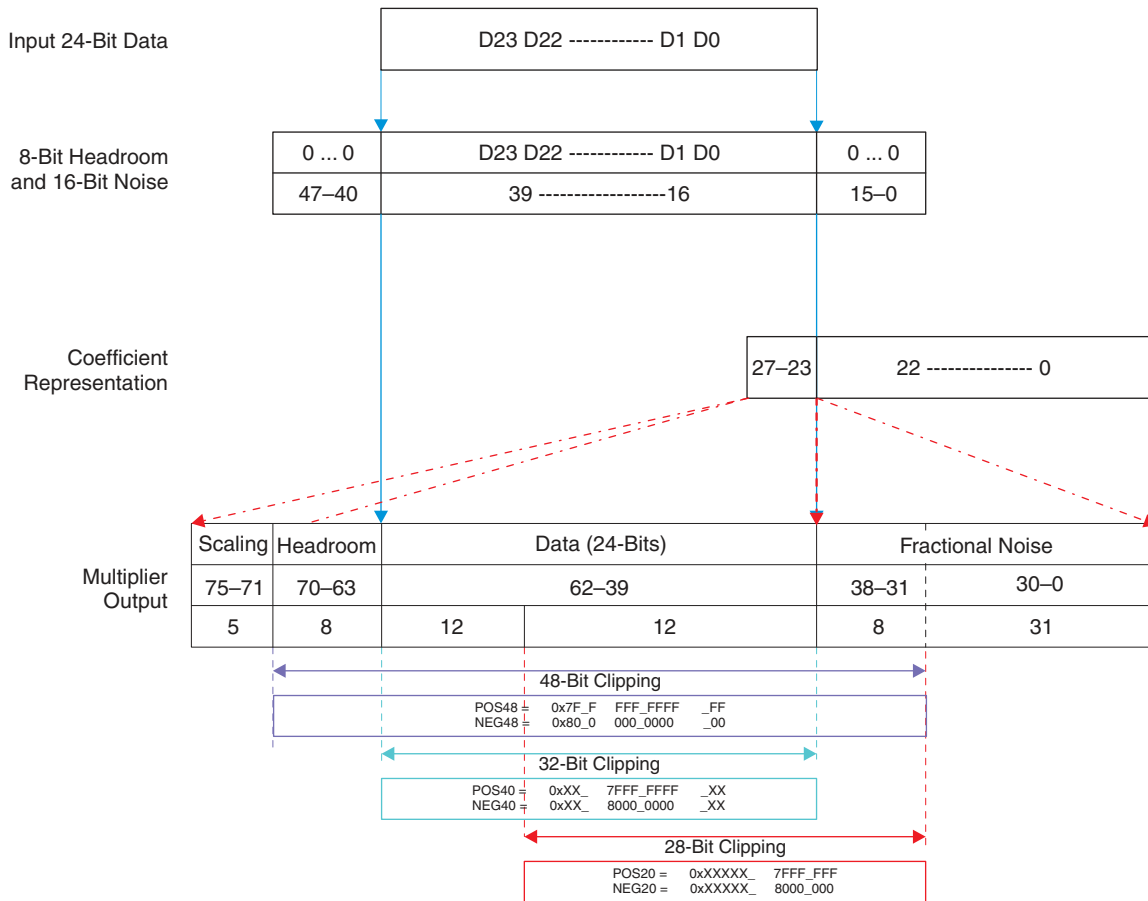 Input 24-Bit Data
D23 D22 ------------ D1 D0
8-Bit Headroom
and 16-Bit Noise
0 ... 0 D23 D22 ------------ D1 D0 0 ... 0
47–40 39 ------------------16 15–0
Coefficient
Representation
27–23 22 --------------- 0
Multiplier
Output
Scaling Headroom Data (24-Bits) Fractional Noise
75–71 70–63 62–39 38–31 30–0
5 8 12 12 8 31
48-Bit Clipping
POS48 = 0x7F_F FFF_FFFF _FF
NEG48 = 0x80_0 000_0000 _00
32-Bit Clipping
POS40 = 0xXX_ 7FFF_FFFF _XX
NEG40 = 0xXX_ 8000_0000 _XX
28-Bit Clipping
POS20 = 0xXXXXX_ 7FFF_FFF
NEG20 = 0xXXXXX_ 8000_000